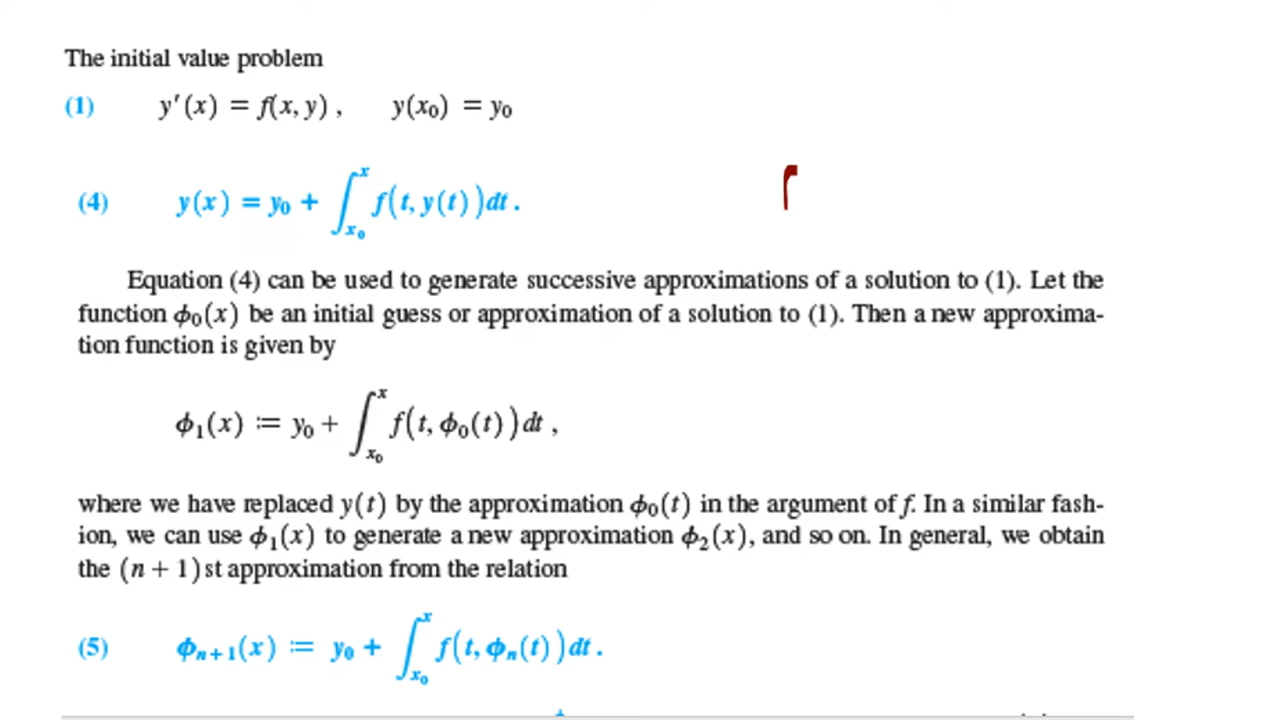 The initial value problem
(1) y′(x) = f(x, y) , y(x₀) = y₀
(4) y(x) = y₀ + ∫ₓ₀ˣ f(t, y(t))dt .
Equation (4) can be used to generate successive approximations of a solution to (1). Let the
function ϕ₀(x) be an initial guess or approximation of a solution to (1). Then a new approxima-
tion function is given by
ϕ₁(x) := y₀ + ∫ₓ₀ˣ f(t, ϕ₀(t))dt ,
where we have replaced y(t) by the approximation ϕ₀(t) in the argument of f. In a similar fash-
ion, we can use ϕ₁(x) to generate a new approximation ϕ₂(x), and so on. In general, we obtain
the (n + 1)st approximation from the relation
(5) ϕₙ₊₁(x) := y₀ + ∫ₓ₀ˣ f(t, ϕₙ(t))dt .